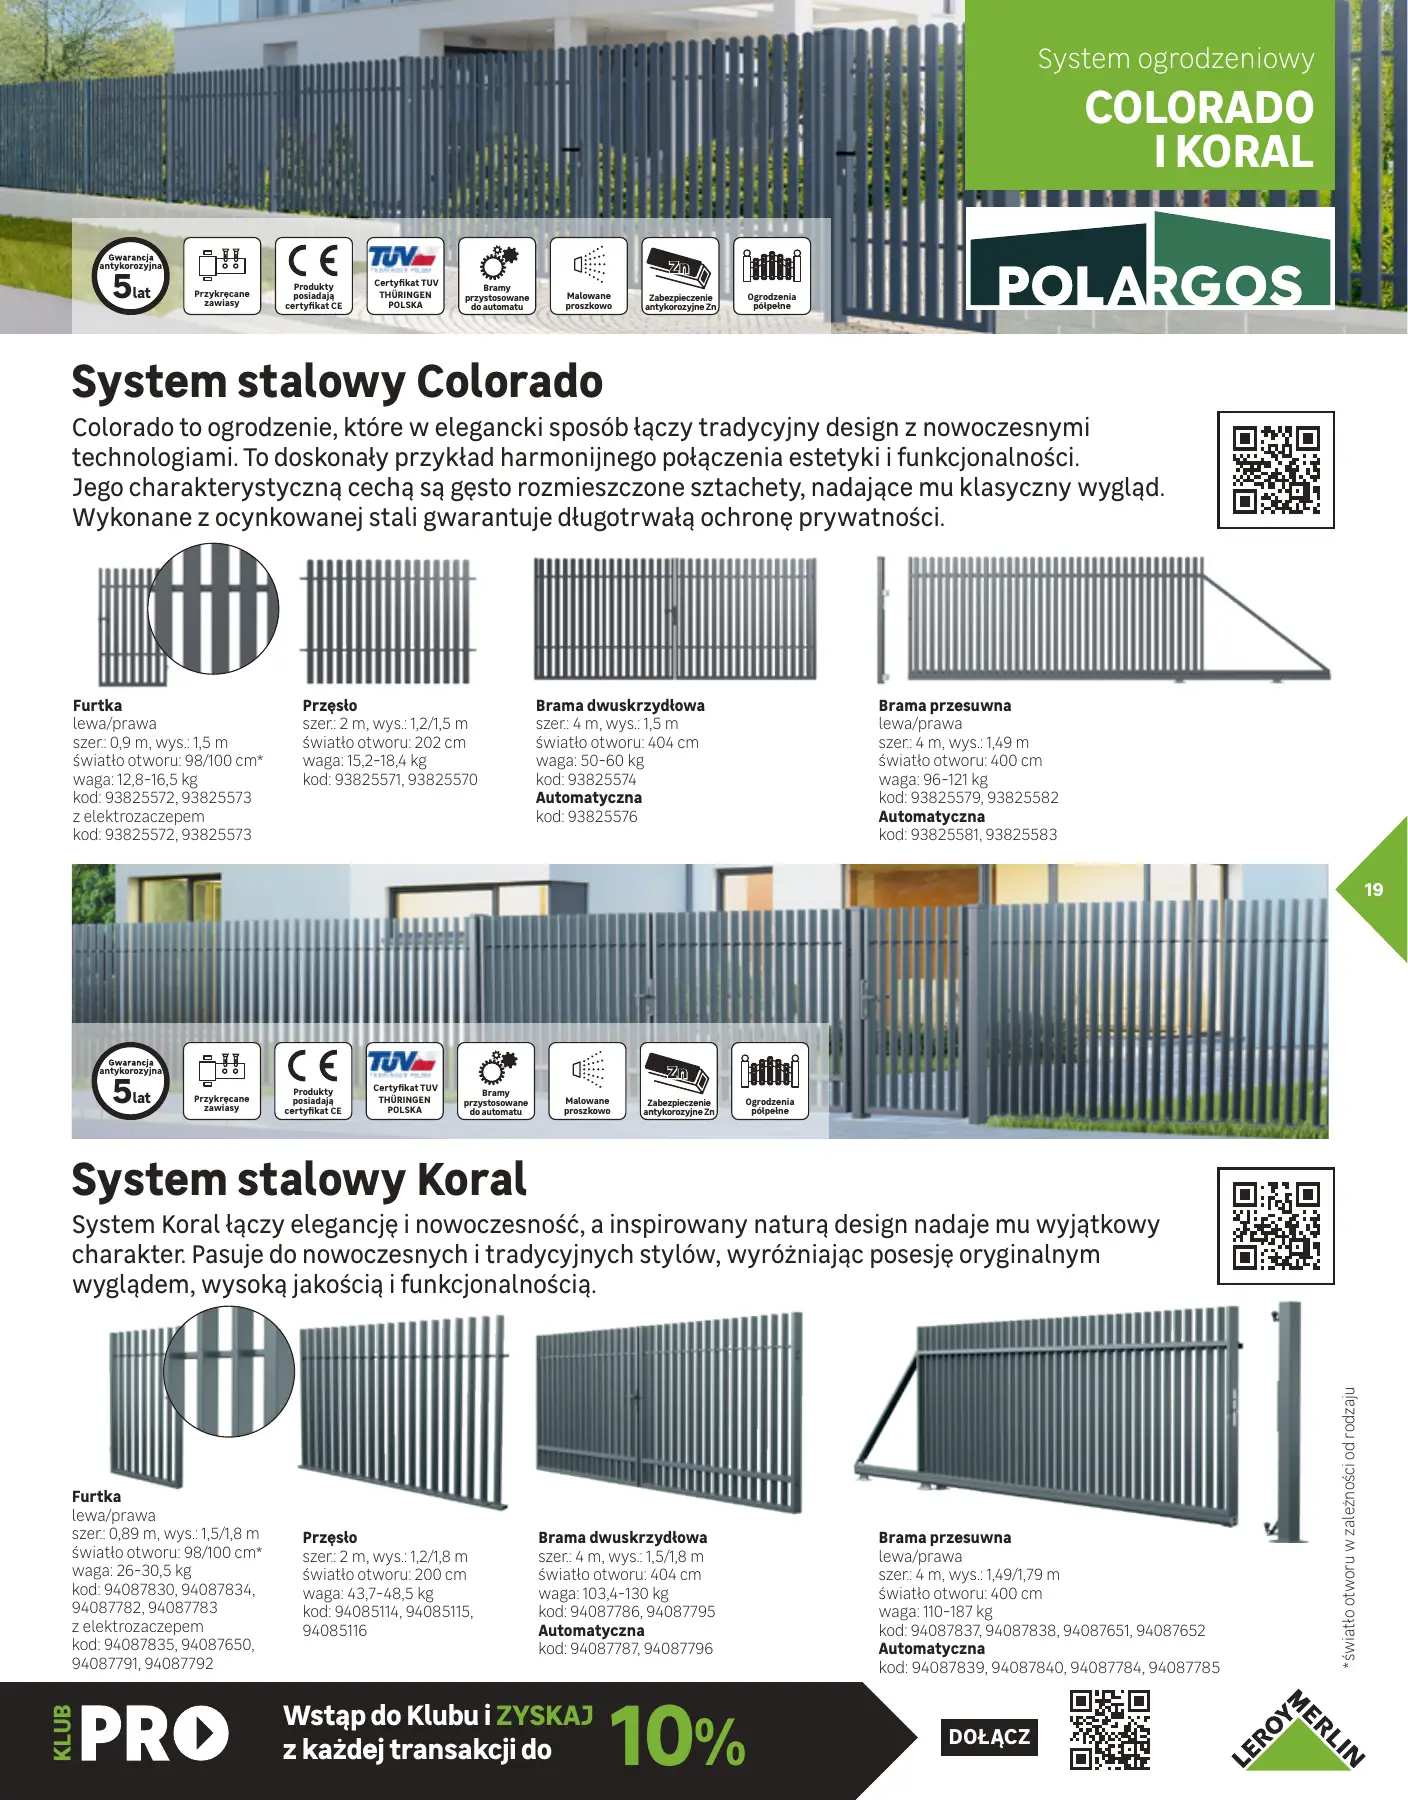 System ogrodzeniowy
COLORADO
I KORAL
POLARGOS
Gwarancja
antykorozyjna
5 lat
Przykręcane
zawiasy
CE
Produkty
posiadają
certyfikat CE
TUV
Certyfikat TUV
THÜRINGEN
POLSKA
Bramy
przystosowane
do automatu
Malowane
proszkowo
Zn
Zabezpieczenie
antykorozyjne Zn
Ogrodzenia
półpełne
System stalowy Colorado
Colorado to ogrodzenie, które w elegancki sposób łączy tradycyjny design z nowoczesnymi
technologiami. To doskonały przykład harmonijnego połączenia estetyki i funkcjonalności.
Jego charakterystyczną cechą są gęsto rozmieszczone sztachety, nadające mu klasyczny wygląd.
Wykonane z ocynkowanej stali gwarantuje długotrwałą ochronę prywatności.
Furtka
lewa/prawa
szer.: 0,9 m, wys.: 1,5 m
światło otworu: 98/100 cm*
waga: 12,8-16,5 kg
kod: 93825572, 93825573
z elektrozaczepem
kod: 93825572, 93825573
Przęsło
szer.: 2 m, wys.: 1,2/1,5 m
światło otworu: 202 cm
waga: 15,2-18,4 kg
kod: 93825571, 93825570
Brama dwuskrzydłowa
szer.: 4 m, wys.: 1,5 m
światło otworu: 404 cm
waga: 50-60 kg
kod: 93825574
Automatyczna
kod: 93825576
Brama przesuwna
lewa/prawa
szer.: 4 m, wys.: 1,49 m
światło otworu: 400 cm
waga: 96-121 kg
kod: 93825579, 93825582
Automatyczna
kod: 93825581, 93825583
19
Gwarancja
antykorozyjna
5 lat
Przykręcane
zawiasy
CE
Produkty
posiadają
certyfikat CE
TUV
Certyfikat TUV
THÜRINGEN
POLSKA
Bramy
przystosowane
do automatu
Malowane
proszkowo
Zn
Zabezpieczenie
antykorozyjne Zn
Ogrodzenia
półpełne
System stalowy Koral
System Koral łączy elegancję i nowoczesność, a inspirowany naturą design nadaje mu wyjątkowy
charakter. Pasuje do nowoczesnych i tradycyjnych stylów, wyróżniając posesję oryginalnym
wyglądem, wysoką jakością i funkcjonalnością.
Furtka
lewa/prawa
szer.: 0,89 m, wys.: 1,5/1,8 m
światło otworu: 98/100 cm*
waga: 26-30,5 kg
kod: 94087830, 94087834,
94087782, 94087783
z elektrozaczepem
kod: 94087835, 94087650,
94087791, 94087792
Przęsło
szer.: 2 m, wys.: 1,2/1,8 m
światło otworu: 200 cm
waga: 43,7-48,5 kg
kod: 94085114, 94085115,
94085116
Brama dwuskrzydłowa
szer.: 4 m, wys.: 1,5/1,8 m
światło otworu: 404 cm
waga: 103,4-130 kg
kod: 94087786, 94087795
Automatyczna
kod: 94087787, 94087796
Brama przesuwna
lewa/prawa
szer.: 4 m, wys.: 1,49/1,79 m
światło otworu: 400 cm
waga: 110-187 kg
kod: 94087837, 94087838, 94087651, 94087652
Automatyczna
kod: 94087839, 94087840, 94087784, 94087785
*światło otworu w zależności od rodzaju
KLUB
PRO
Wstąp do Klubu i ZYSKAJ
z każdej transakcji do
10%
DOŁĄCZ
LEROY MERLIN